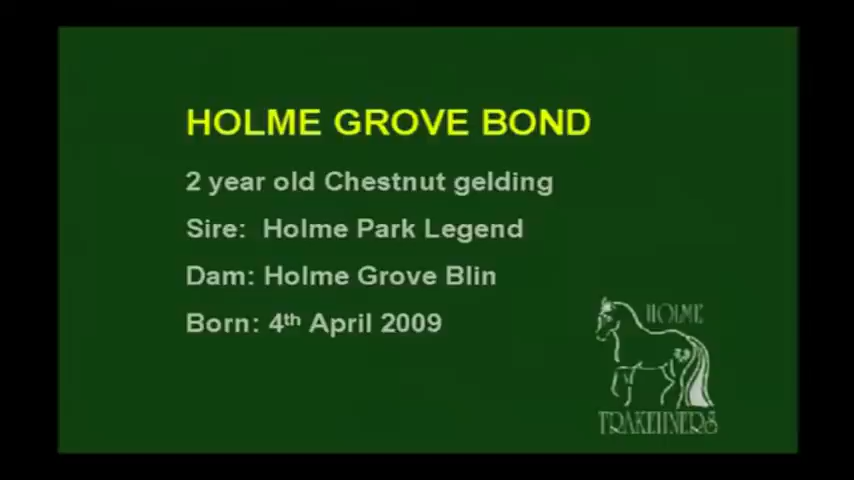 HOLME GROVE BOND
2 year old Chestnut gelding
Sire: Holme Park Legend
Dam: Holme Grove Blin
Born: 4th April 2009
HOLME
TRAKEHNERS